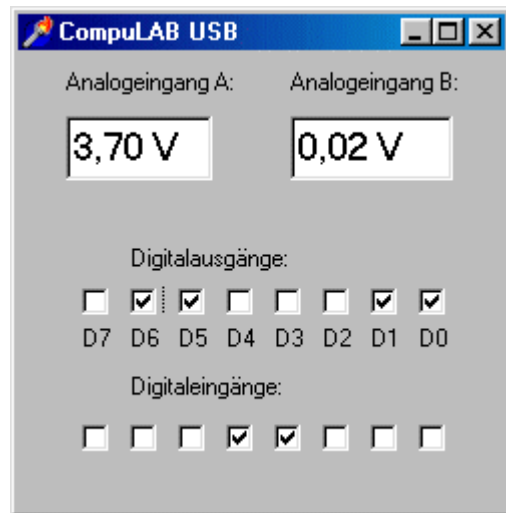 CompuLAB USB
Analogeingang A: Analogeingang B:
3,70 V 0,02 V
Digitalausgänge:
D7 D6 D5 D4 D3 D2 D1 D0
Digitaleingänge: